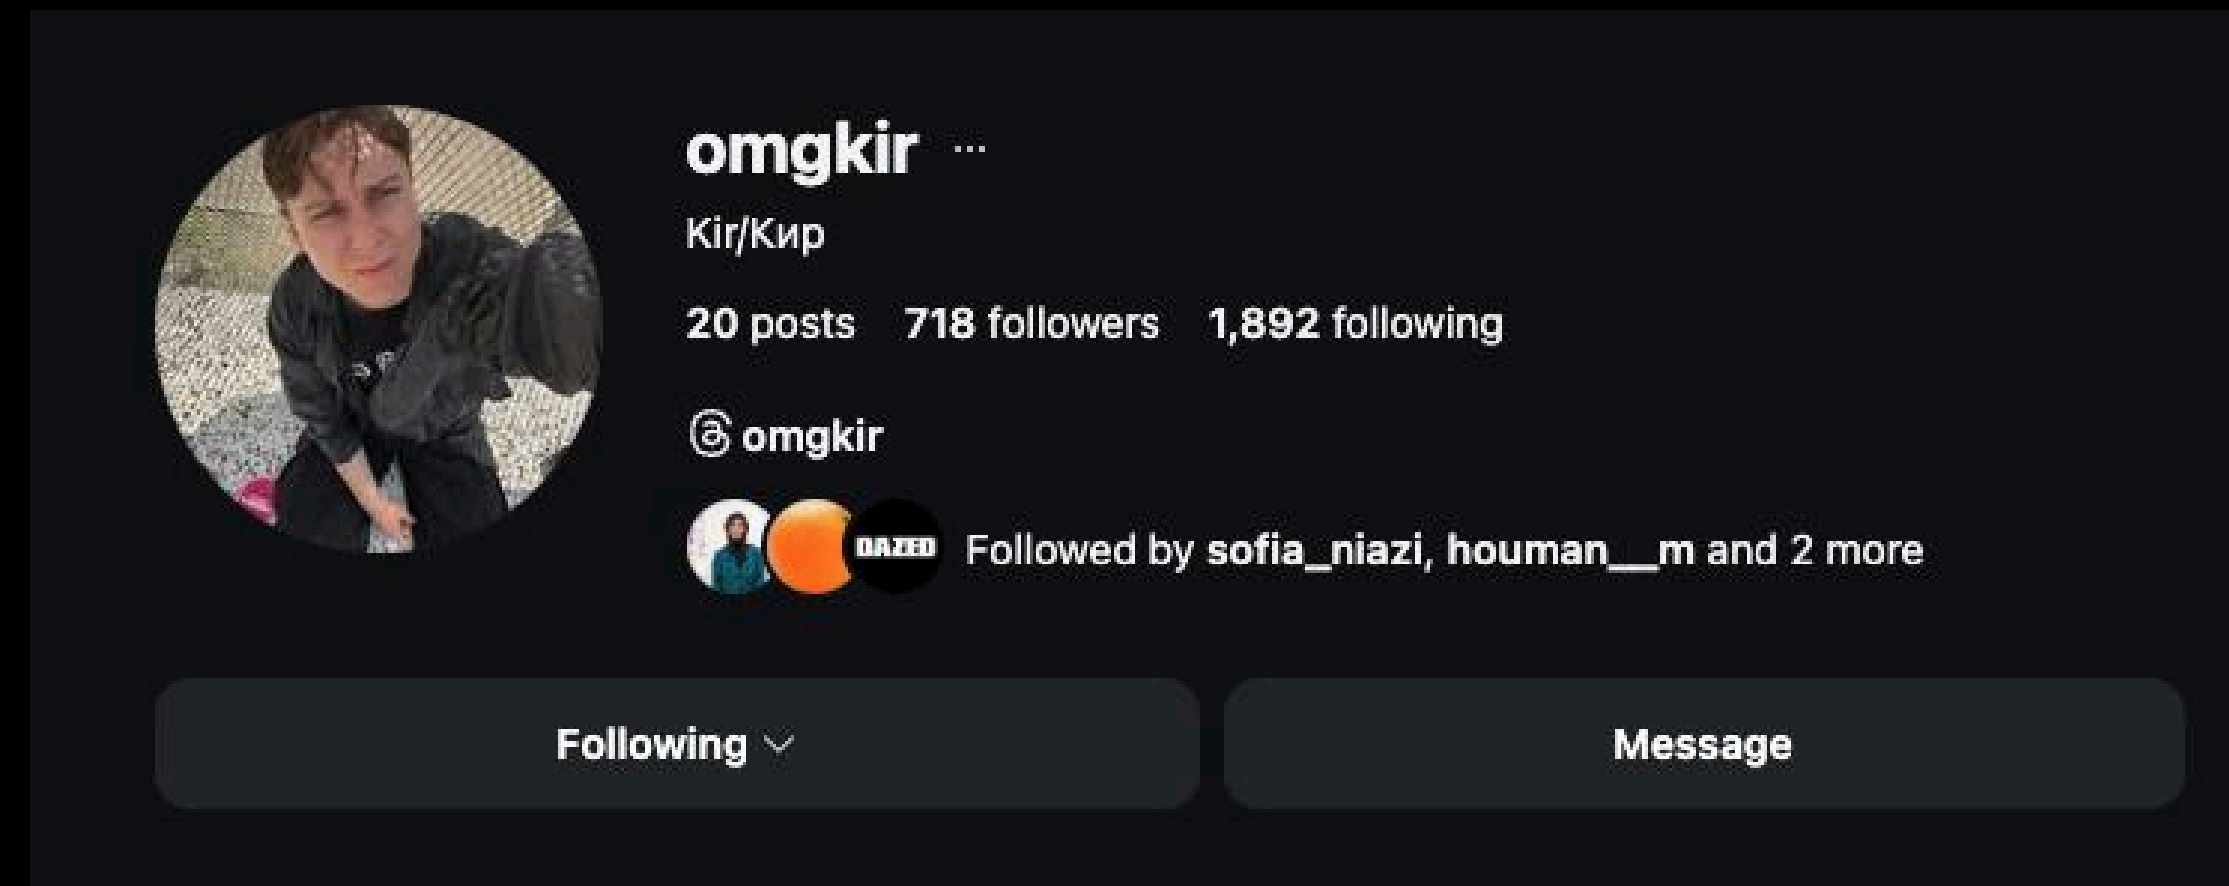 omgkir ...
Kir/Кир
20 posts 718 followers 1,892 following
omgkir
DAZED Followed by sofia_niazi, houman__m and 2 more
Following Message